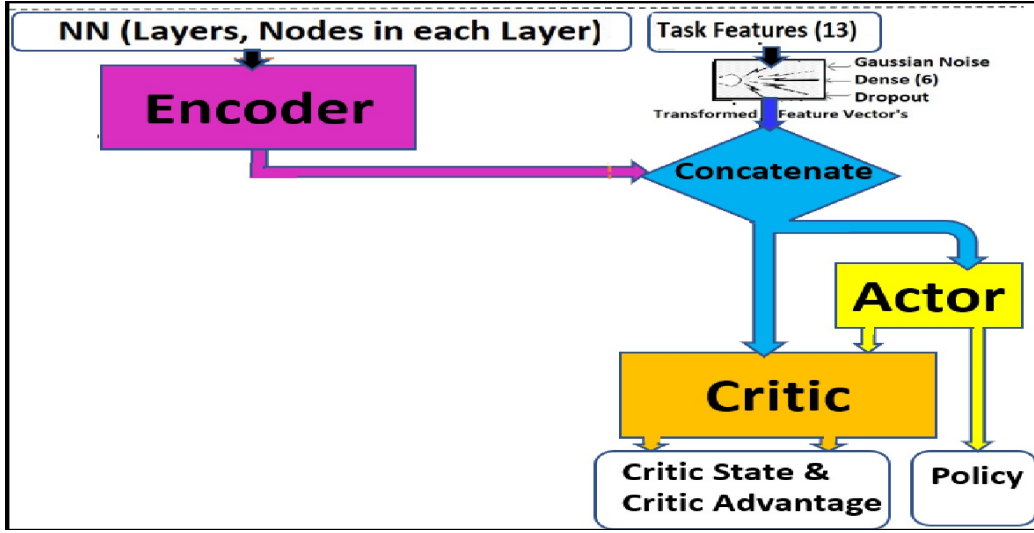 NN (Layers, Nodes in each Layer)
Task Features (13)
Encoder
Gaussian Noise
Dense (6)
Dropout
Transformed Feature Vector's
Concatenate
Actor
Critic
Critic State &
Critic Advantage
Policy